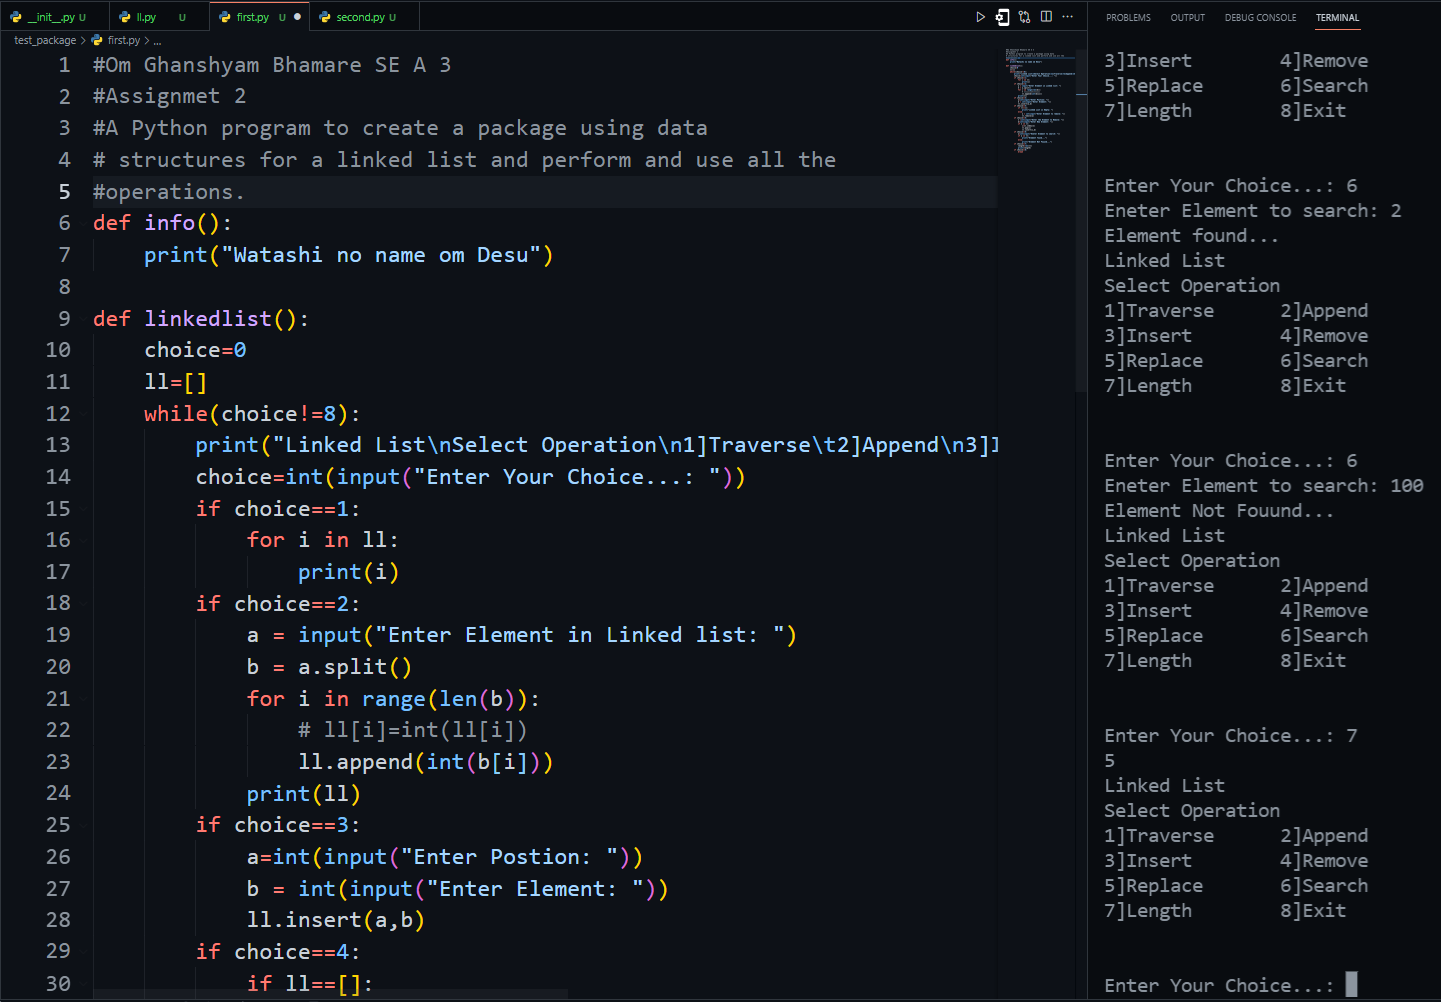 __init__.py U
ll.py U
first.py U
second.py U
test_package > first.py > ...
1 #Om Ghanshyam Bhamare SE A 3
2 #Assignmet 2
3 #A Python program to create a package using data
4 # structures for a linked list and perform and use all the
5 #operations.
6 def info():
7     print("Watashi no name om Desu")
8
9 def linkedlist():
10     choice=0
11     ll=[]
12     while(choice!=8):
13         print("Linked List\nSelect Operation\n1]Traverse\t2]Append\n3]I
14         choice=int(input("Enter Your Choice...: "))
15         if choice==1:
16             for i in ll:
17                 print(i)
18         if choice==2:
19             a = input("Enter Element in Linked list: ")
20             b = a.split()
21             for i in range(len(b)):
22                 # ll[i]=int(ll[i])
23                 ll.append(int(b[i]))
24             print(ll)
25         if choice==3:
26             a=int(input("Enter Postion: "))
27             b = int(input("Enter Element: "))
28             ll.insert(a,b)
29         if choice==4:
30             if ll==[]:
PROBLEMS OUTPUT DEBUG CONSOLE TERMINAL
3]Insert 4]Remove
5]Replace 6]Search
7]Length 8]Exit
Enter Your Choice...: 6
Eneter Element to search: 2
Element found...
Linked List
Select Operation
1]Traverse 2]Append
3]Insert 4]Remove
5]Replace 6]Search
7]Length 8]Exit
Enter Your Choice...: 6
Eneter Element to search: 100
Element Not Fouund...
Linked List
Select Operation
1]Traverse 2]Append
3]Insert 4]Remove
5]Replace 6]Search
7]Length 8]Exit
Enter Your Choice...: 7
5
Linked List
Select Operation
1]Traverse 2]Append
3]Insert 4]Remove
5]Replace 6]Search
7]Length 8]Exit
Enter Your Choice...: